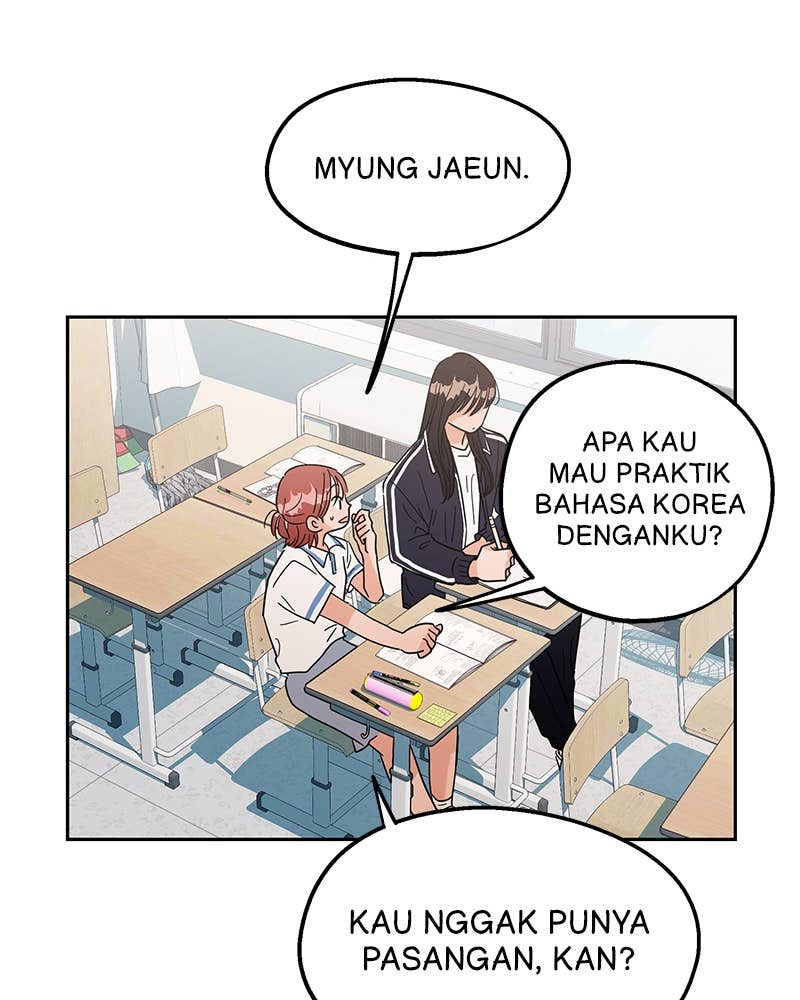 MYUNG JAEUN.
APA KAU
MAU PRAKTIK
BAHASA KOREA
DENGANKU?
KAU NGGAK PUNYA
PASANGAN, KAN?